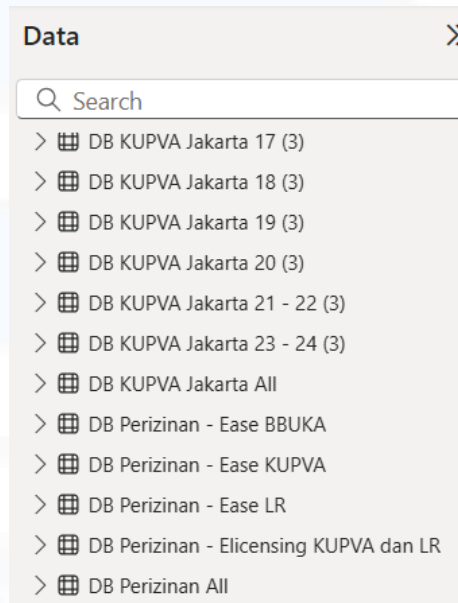 Data
Search
DB KUPVA Jakarta 17 (3)
DB KUPVA Jakarta 18 (3)
DB KUPVA Jakarta 19 (3)
DB KUPVA Jakarta 20 (3)
DB KUPVA Jakarta 21 - 22 (3)
DB KUPVA Jakarta 23 - 24 (3)
DB KUPVA Jakarta All
DB Perizinan - Ease BBUKA
DB Perizinan - Ease KUPVA
DB Perizinan - Ease LR
DB Perizinan - Elicensing KUPVA dan LR
DB Perizinan All